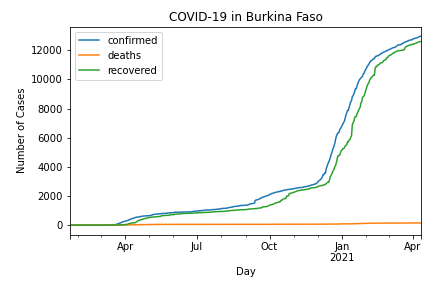 COVID-19 in Burkina Faso
confirmed
deaths
recovered
Number of Cases
12000
10000
8000
6000
4000
2000
0
Apr Jul Oct Jan Apr
2021
Day